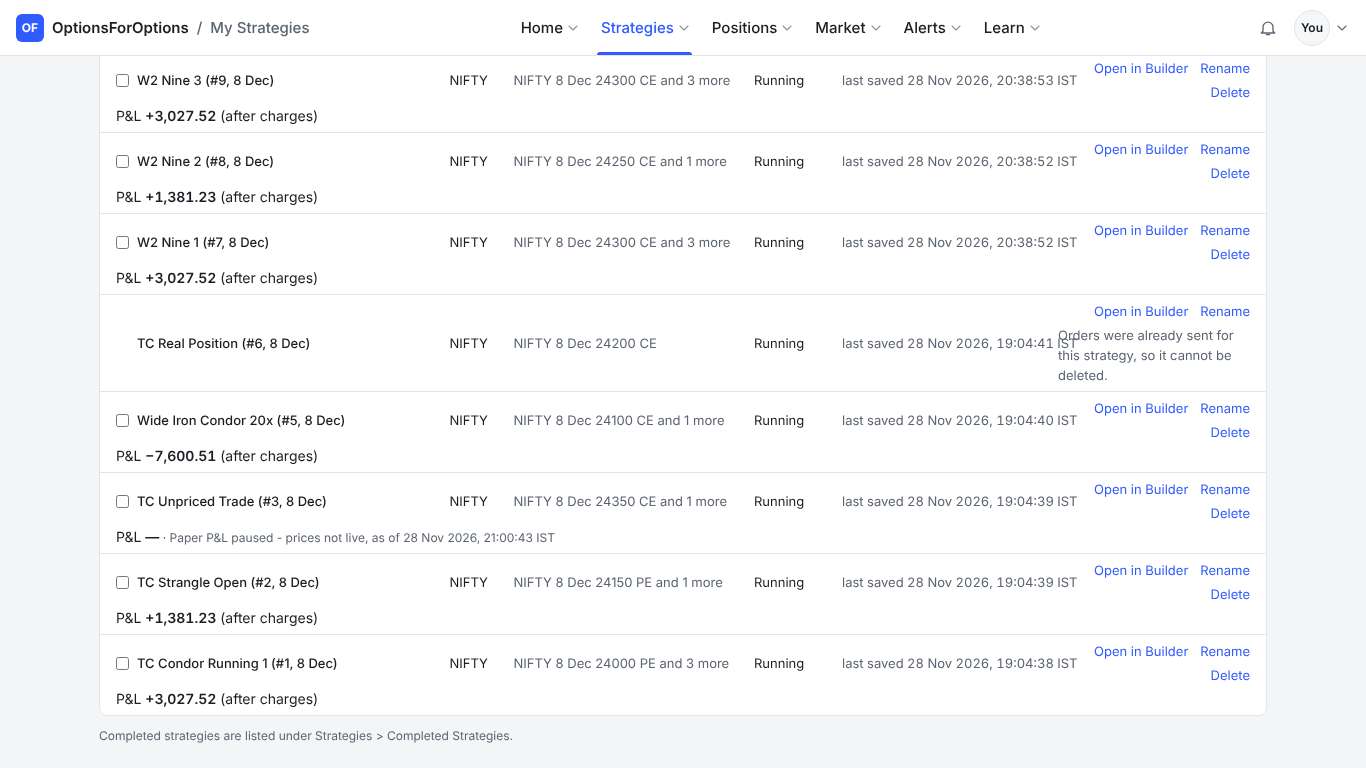 OF OptionsForOptions / My Strategies Home Strategies Positions Market Alerts Learn You
W2 Nine 3 (#9, 8 Dec) NIFTY NIFTY 8 Dec 24300 CE and 3 more Running last saved 28 Nov 2026, 20:38:53 IST Open in Builder Rename
Delete
P&L +3,027.52 (after charges)
W2 Nine 2 (#8, 8 Dec) NIFTY NIFTY 8 Dec 24250 CE and 1 more Running last saved 28 Nov 2026, 20:38:52 IST Open in Builder Rename
Delete
P&L +1,381.23 (after charges)
W2 Nine 1 (#7, 8 Dec) NIFTY NIFTY 8 Dec 24300 CE and 3 more Running last saved 28 Nov 2026, 20:38:52 IST Open in Builder Rename
Delete
P&L +3,027.52 (after charges)
Open in Builder Rename
TC Real Position (#6, 8 Dec) NIFTY NIFTY 8 Dec 24200 CE Running last saved 28 Nov 2026, 19:04:41 IST
Orders were already sent for
this strategy, so it cannot be
deleted.
Wide Iron Condor 20x (#5, 8 Dec) NIFTY NIFTY 8 Dec 24100 CE and 1 more Running last saved 28 Nov 2026, 19:04:40 IST Open in Builder Rename
Delete
P&L −7,600.51 (after charges)
TC Unpriced Trade (#3, 8 Dec) NIFTY NIFTY 8 Dec 24350 CE and 1 more Running last saved 28 Nov 2026, 19:04:39 IST Open in Builder Rename
Delete
P&L — · Paper P&L paused - prices not live, as of 28 Nov 2026, 21:00:43 IST
TC Strangle Open (#2, 8 Dec) NIFTY NIFTY 8 Dec 24150 PE and 1 more Running last saved 28 Nov 2026, 19:04:39 IST Open in Builder Rename
Delete
P&L +1,381.23 (after charges)
TC Condor Running 1 (#1, 8 Dec) NIFTY NIFTY 8 Dec 24000 PE and 3 more Running last saved 28 Nov 2026, 19:04:38 IST Open in Builder Rename
Delete
P&L +3,027.52 (after charges)
Completed strategies are listed under Strategies > Completed Strategies.